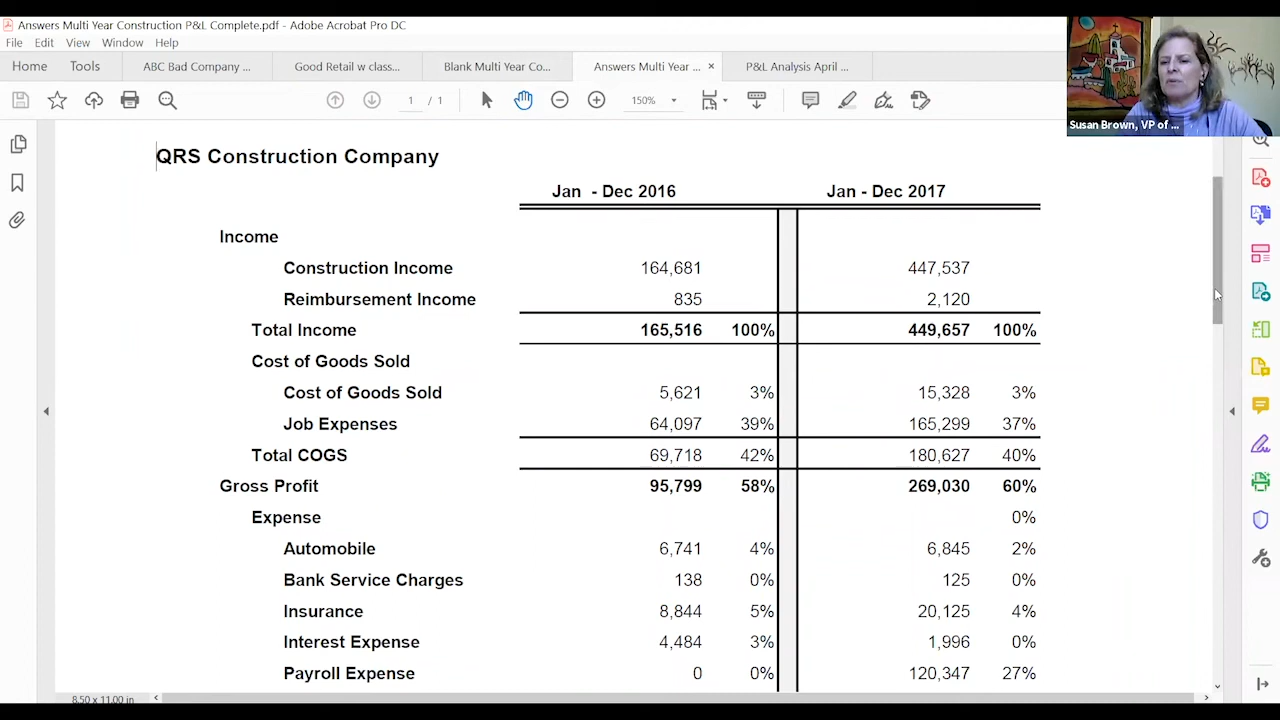 Answers Multi Year Construction P&L Complete.pdf - Adobe Acrobat Pro DC
File Edit View Window Help
Home Tools ABC Bad Company ... Good Retail w class... Blank Multi Year Co... Answers Multi Year ... × P&L Analysis April ...
1 / 1 150%
Susan Brown, VP of ...
QRS Construction Company
Jan - Dec 2016 Jan - Dec 2017
Income
Construction Income 164,681 447,537
Reimbursement Income 835 2,120
Total Income 165,516 100% 449,657 100%
Cost of Goods Sold
Cost of Goods Sold 5,621 3% 15,328 3%
Job Expenses 64,097 39% 165,299 37%
Total COGS 69,718 42% 180,627 40%
Gross Profit 95,799 58% 269,030 60%
Expense 0%
Automobile 6,741 4% 6,845 2%
Bank Service Charges 138 0% 125 0%
Insurance 8,844 5% 20,125 4%
Interest Expense 4,484 3% 1,996 0%
Payroll Expense 0 0% 120,347 27%
8.50 x 11.00 in